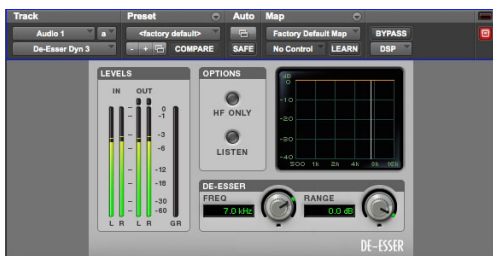 Track Preset Auto Map
Audio 1 a <factory default> Factory Default Map BYPASS
De-Esser Dyn 3 - + COMPARE SAFE No Control LEARN DSP
LEVELS
IN OUT
0
-1
-3
-6
-12
-18
-30
-60
L R L R GR
OPTIONS
HF ONLY
LISTEN
dB
0
-10
-20
-30
-40
500 1k 2k 4k 8k 16k
DE-ESSER
FREQ
7.0 kHz
RANGE
0.0 dB
DE-ESSER